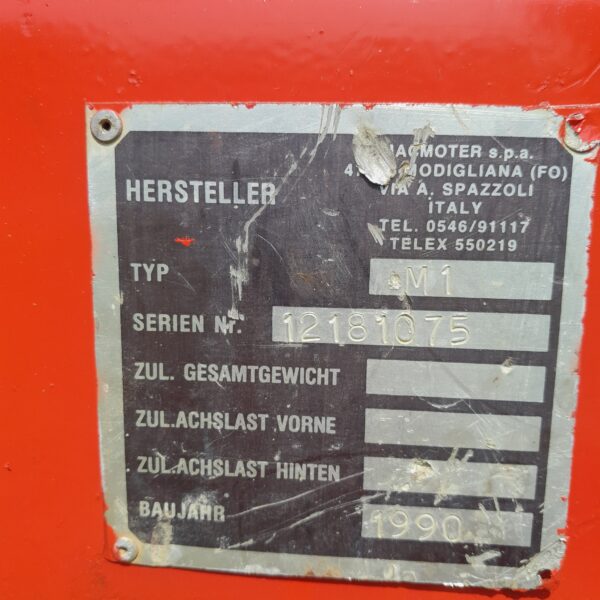 HERSTELLER
s.p.a.
MODIGLIANA (FO)
VIA A. SPAZZOLI
ITALY
TEL. 0546/91117
TELEX 550219
TYP M1
SERIEN Nr. 12181075
ZUL. GESAMTGEWICHT
ZUL.ACHSLAST VORNE
ZUL.ACHSLAST HINTEN
BAUJAHR 1990